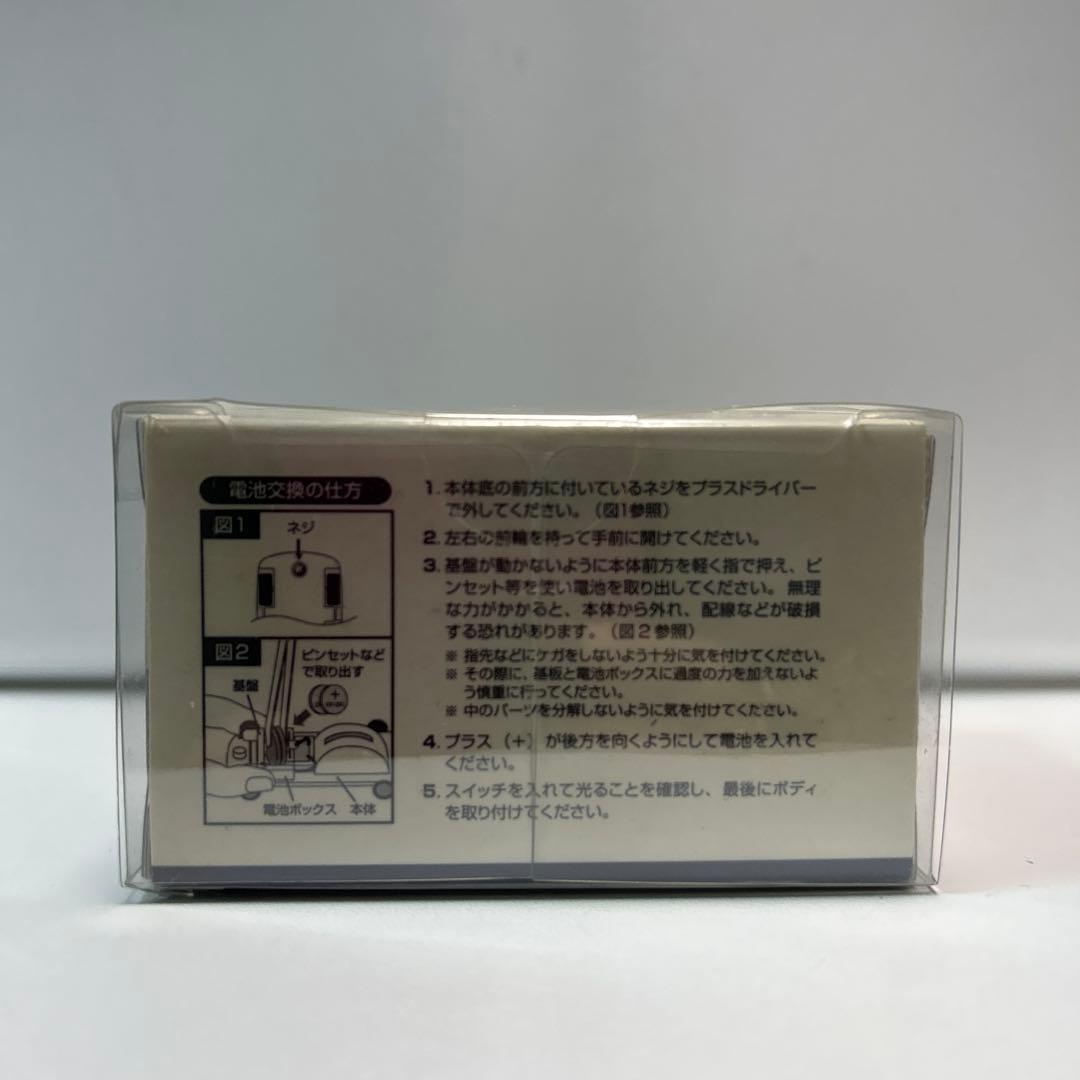 電池交換の仕方
図1
ネジ
図2
ピンセットなど
で取り出す
基盤
+
電池ボックス
本体
1. 本体底の前方に付いているネジをプラスドライバー
で外してください。（図1参照）
2. 左右の前輪を持って手前に開けてください。
3. 基盤が動かないように本体前方を軽く指で押え、ピ
ンセット等を使い電池を取り出してください。無理
な力がかかると、本体から外れ、配線などが破損
する恐れがあります。（図2参照）
※ 指先などにケガをしないよう十分に気を付けてください。
※ その際に、基板と電池ボックスに過度の力を加えないよ
う慎重に行ってください。
※ 中のパーツを分解しないように気を付けてください。
4. プラス（+）が後方を向くようにして電池を入れて
ください。
5. スイッチを入れて光ることを確認し、最後にボディ
を取り付けてください。